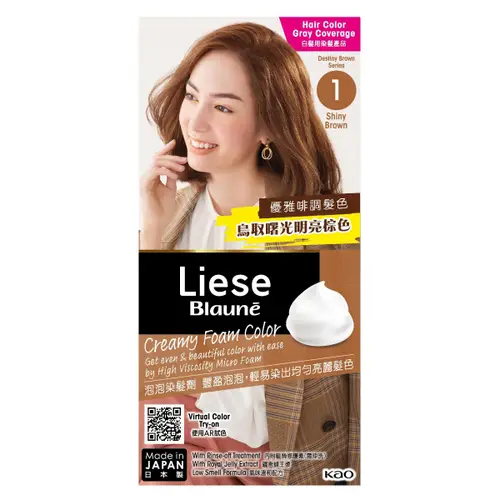 Hair Color
Gray Coverage
白髮用染髮產品
Destiny Brown
Series
1
Shiny
Brown
優雅啡調髮色
鳥取曙光明亮棕色
Liese
Blauné
Creamy Foam Color
Get even & beautiful color with ease
by High Viscosity Micro Foam
泡泡染髮劑 豐盈泡泡，輕易染出均勻亮麗髮色
Virtual Color
Try-on
使用AR試色
Made in
JAPAN
日本製
With Rinse-off Treatment
With Royal Jelly Extract
Low Smell Formula
Kao